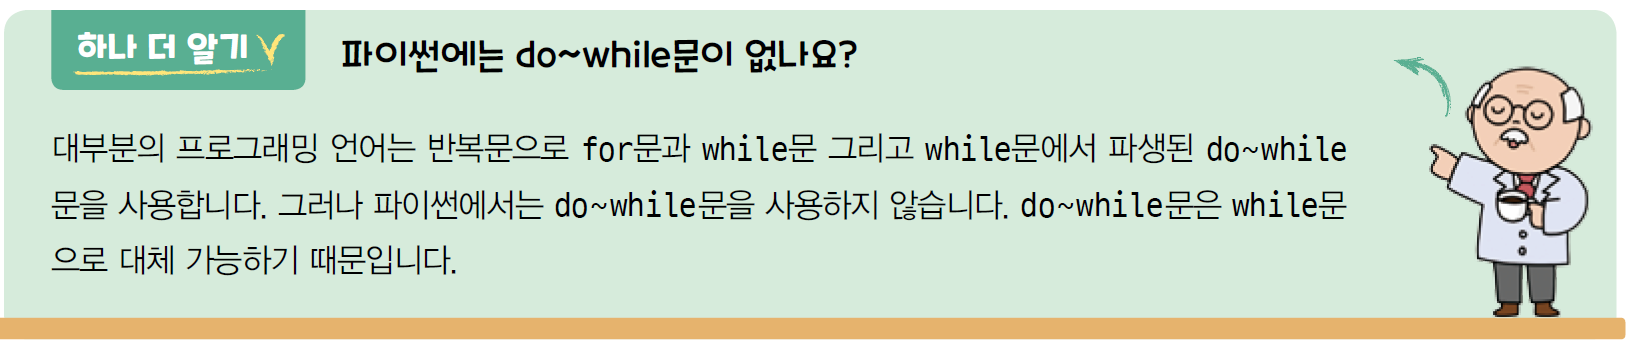 하나 더 알기
파이썬에는 do~while문이 없나요?
대부분의 프로그래밍 언어는 반복문으로 for문과 while문 그리고 while문에서 파생된 do~while
문을 사용합니다. 그러나 파이썬에서는 do~while문을 사용하지 않습니다. do~while문은 while문
으로 대체 가능하기 때문입니다.